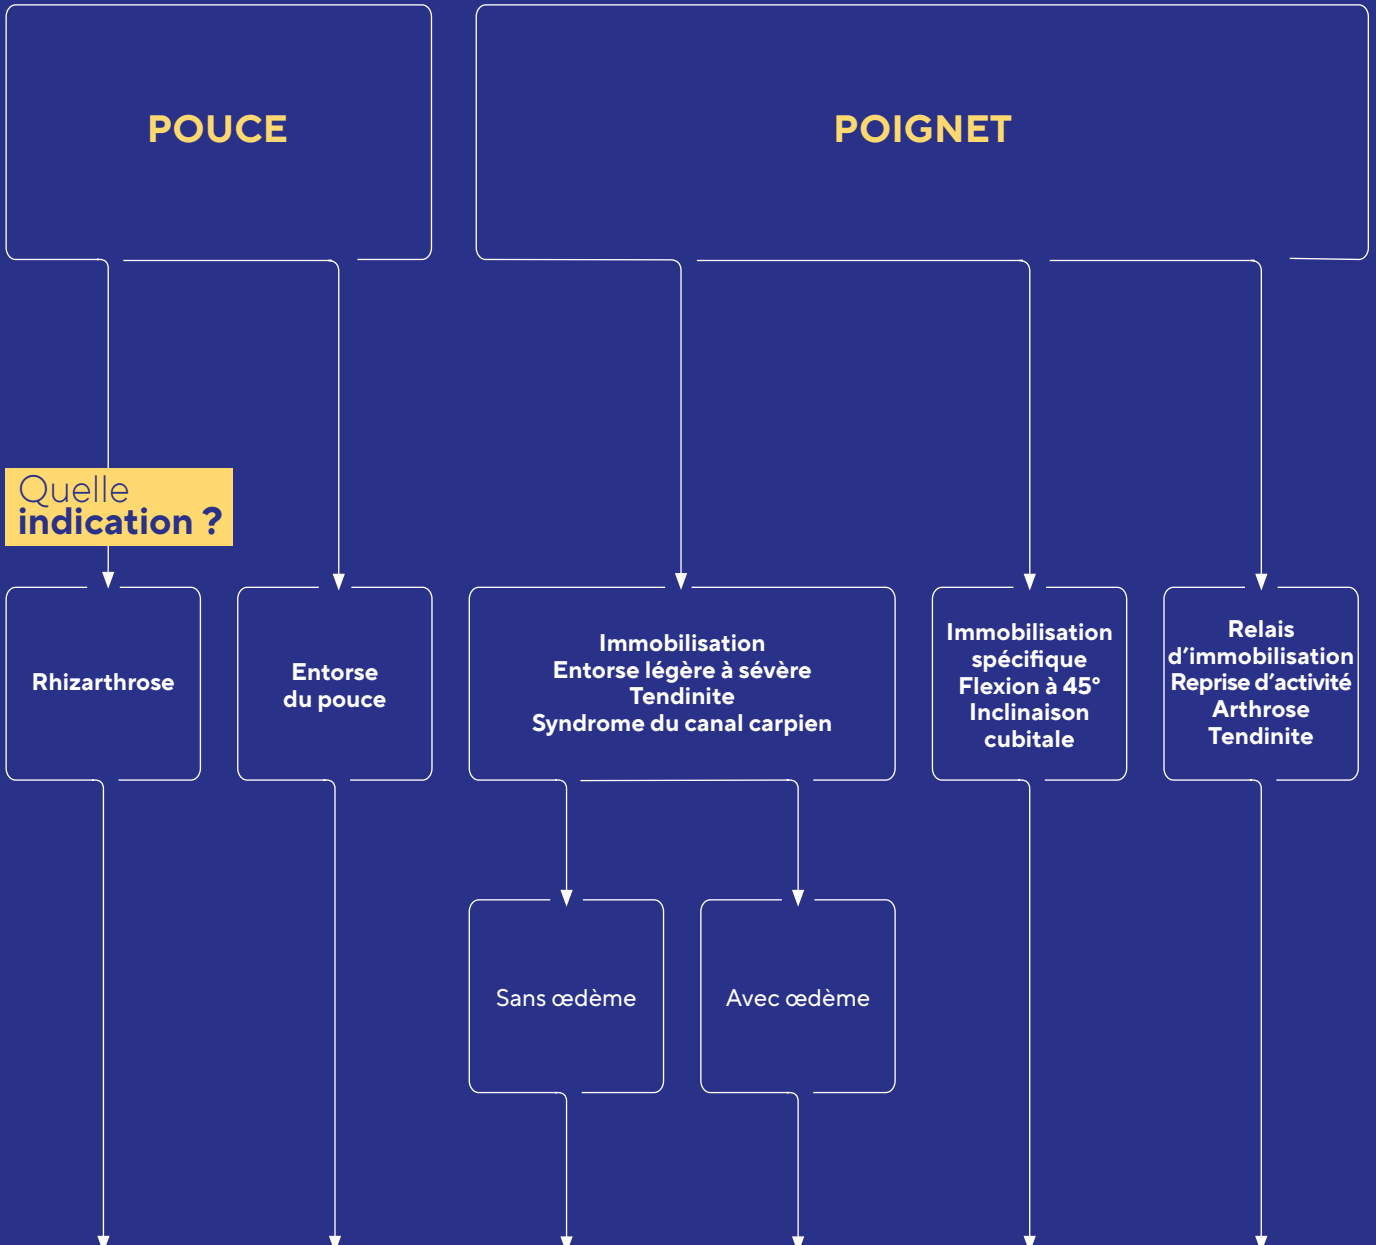 POUCE
POIGNET
Quelle
indication ?
Rhizarthrose
Entorse
du pouce
Immobilisation
Entorse légère à sévère
Tendinite
Syndrome du canal carpien
Immobilisation
spécifique
Flexion à 45°
Inclinaison
cubitale
Relais
d’immobilisation
Reprise d’activité
Arthrose
Tendinite
Sans œdème
Avec œdème